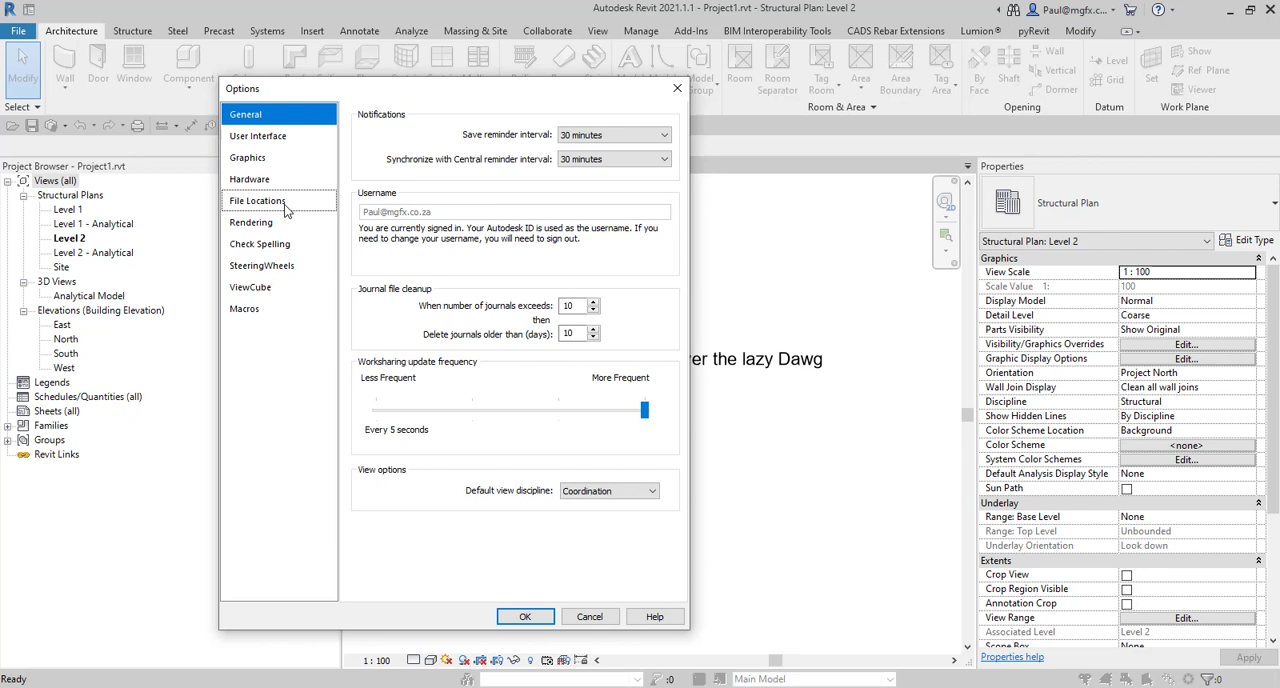 Autodesk Revit 2021.1.1 - Project1.rvt - Structural Plan: Level 2
Paul@mgfx.c...
File Architecture Structure Steel Precast Systems Insert Annotate Analyze Massing & Site Collaborate View Manage Add-Ins BIM Interoperability Tools CADS Rebar Extensions Lumion® pyRevit Modify
Modify
Wall
Door
Window
Component
Model
Group
Room
Room
Separator
Tag
Room
Area
Area
Boundary
Tag
Area
By
Face
Shaft
Wall
Vertical
Dormer
Level
Grid
Set
Show
Ref Plane
Viewer
Select
Room & Area
Opening
Datum
Work Plane
Project Browser - Project1.rvt
Views (all)
Structural Plans
Level 1
Level 1 - Analytical
Level 2
Level 2 - Analytical
Site
3D Views
Analytical Model
Elevations (Building Elevation)
East
North
South
West
Legends
Schedules/Quantities (all)
Sheets (all)
Families
Groups
Revit Links
Options
General
User Interface
Graphics
Hardware
File Locations
Rendering
Check Spelling
SteeringWheels
ViewCube
Macros
Notifications
Save reminder interval: 30 minutes
Synchronize with Central reminder interval: 30 minutes
Username
Paul@mgfx.co.za
You are currently signed in. Your Autodesk ID is used as the username. If you
need to change your username, you will need to sign out.
Journal file cleanup
When number of journals exceeds: 10
then
Delete journals older than (days): 10
Worksharing update frequency
Less Frequent More Frequent
Every 5 seconds
View options
Default view discipline: Coordination
OK Cancel Help
er the lazy Dawg
2D
Properties
Structural Plan
Structural Plan: Level 2 Edit Type
Graphics
View Scale 1 : 100
Scale Value 1: 100
Display Model Normal
Detail Level Coarse
Parts Visibility Show Original
Visibility/Graphics Overrides Edit...
Graphic Display Options Edit...
Orientation Project North
Wall Join Display Clean all wall joins
Discipline Structural
Show Hidden Lines By Discipline
Color Scheme Location Background
Color Scheme <none>
System Color Schemes Edit...
Default Analysis Display Style None
Sun Path
Underlay
Range: Base Level None
Range: Top Level Unbounded
Underlay Orientation Look down
Extents
Crop View
Crop Region Visible
Annotation Crop
View Range Edit...
Associated Level Level 2
Scope Box None
Properties help Apply
1 : 100
Ready
:0
Main Model
:0